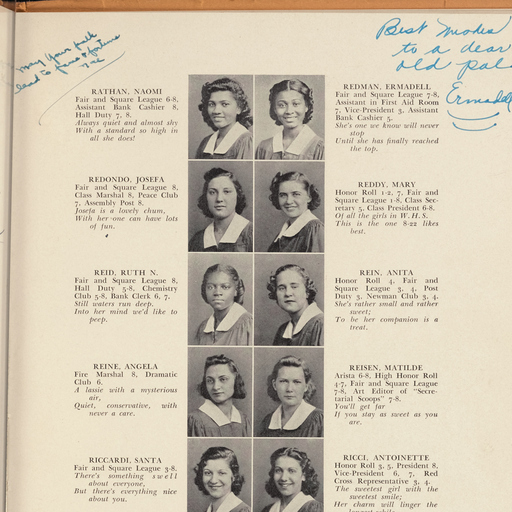 May your path
lead to fame & fortune
Best Modes
to a dear
old pal
Ermadell
RATHAN, NAOMI
Fair and Square League 6-8,
Assistant Bank Cashier 8,
Hall Duty 7, 8.
Always quiet and almost shy
With a standard so high in
all she does!
REDMAN, ERMADELL
Fair and Square League 7-8,
Assistant in First Aid Room
7, Vice-President 3, Assistant
Bank Cashier 5.
She's one we know will never
stop
Until she has finally reached
the top.
REDONDO, JOSEFA
Fair and Square League 8,
Class Marshal 8, Peace Club
7, Assembly Post 8.
Josefa is a lovely chum,
With her one can have lots
of fun.
REDDY, MARY
Honor Roll 1-2, 7, Fair and
Square League 1-8, Class Sec-
retary 5, Class President 6-8.
Of all the girls in W. H. S.
This is the one 8-22 likes
best.
REID, RUTH N.
Fair and Square League 8,
Hall Duty 5-8, Chemistry
Club 5-8, Bank Clerk 6, 7.
Still waters run deep.
Into her mind we'd like to
peep.
REIN, ANITA
Honor Roll 4, Fair and
Square League 3, 4, Post
Duty 3, Newman Club 3, 4.
She's rather small and rather
sweet;
To be her companion is a
treat.
REINE, ANGELA
Fire Marshal 8, Dramatic
Club 6.
A lassie with a mysterious
air,
Quiet, conservative, with
never a care.
REISEN, MATILDE
Arista 6-8, High Honor Roll
4-7, Fair and Square League
7-8, Art Editor of "Secre-
tarial Scoops" 7-8.
You'll get far
If you stay as sweet as you
are.
RICCARDI, SANTA
Fair and Square League 3-8.
There's something swell
about everyone,
But there's everything nice
about you.
RICCI, ANTOINETTE
Honor Roll 3, 5, President 8,
Vice-President 6, 7, Red
Cross Representative 3, 4.
The sweetest girl with the
sweetest smile;
Her charm will linger the